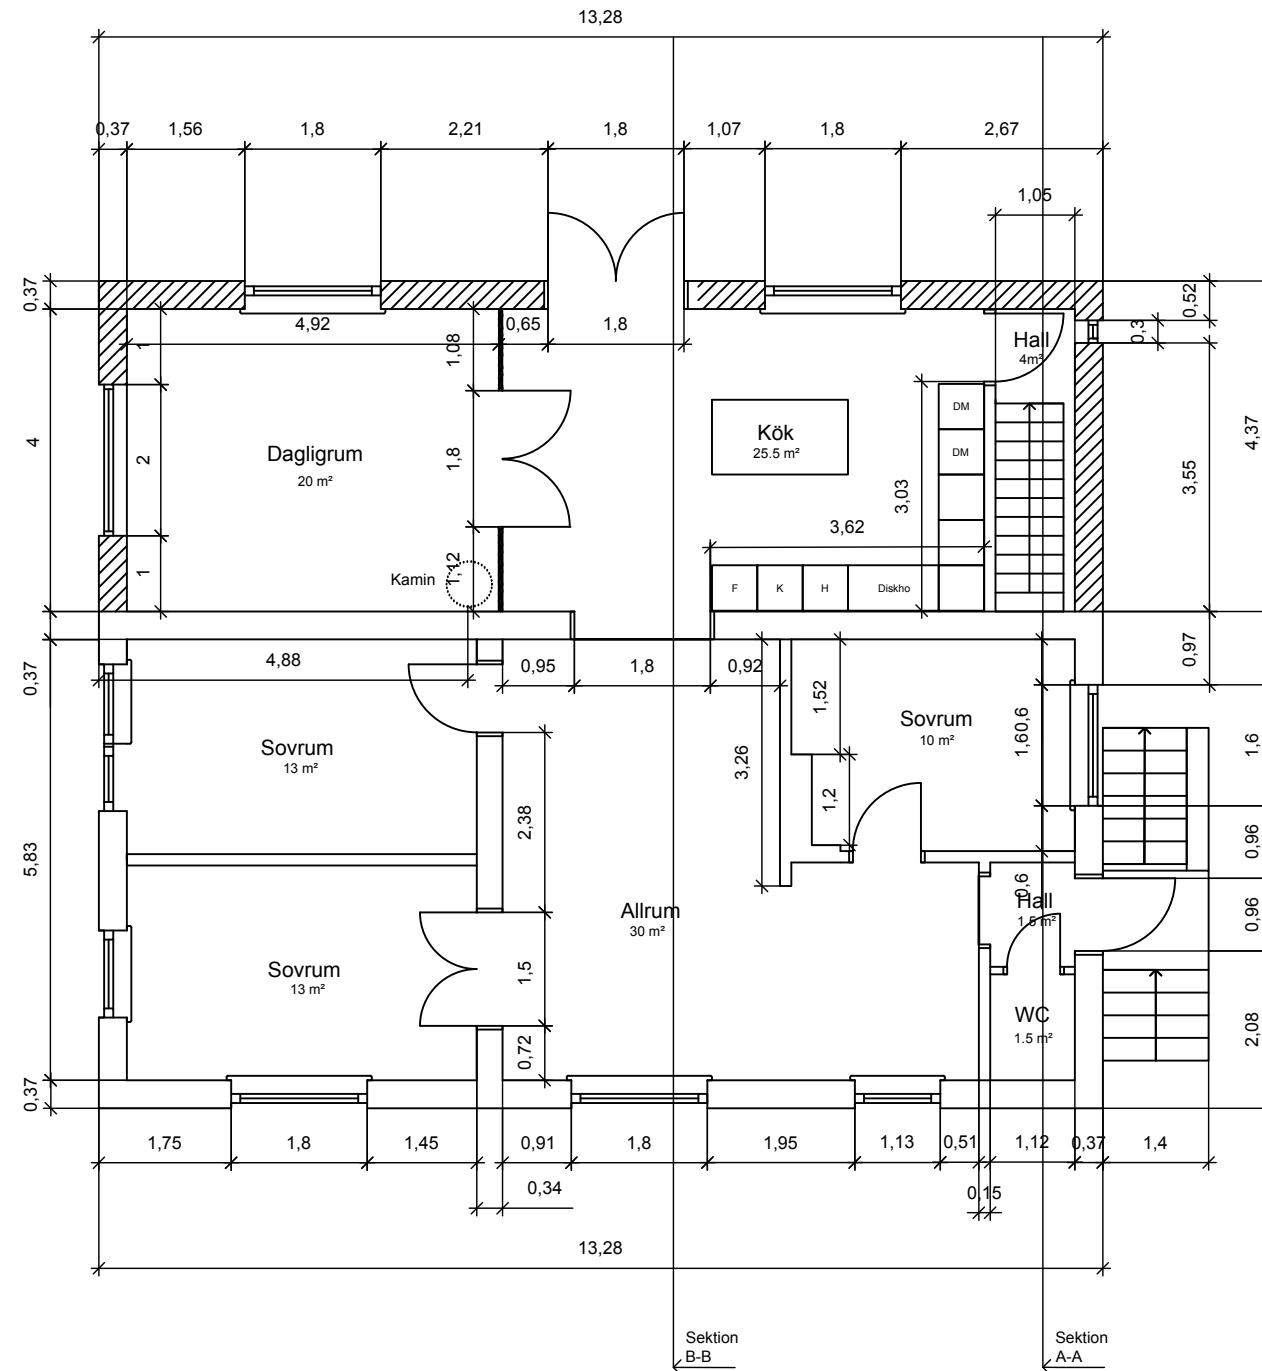 13,28
0,37 1,56 1,8 2,21 1,8 1,07 1,8 2,67
1,05
0,37
0,52
4,92 0,65 1,8
0,3
Hall
4m²
1
1,08
DM
4
Dagligrum
20 m²
2
1,8
Kök
25.5 m²
DM
3,03
3,55
4,37
3,62
1
Kamin
1,12
F K H Diskho
0,37
4,88 0,95 1,8 0,92
0,97
1,52
Sovrum
10 m²
1,6
0,6
1,6
Sovrum
13 m²
3,26
1,2
2,38
5,83
0,96
0,6
Allrum
30 m²
Hall
1.5 m²
0,96
Sovrum
13 m²
1,5
WC
1.5 m²
0,72
2,08
0,37
1,75 1,8 1,45 0,91 1,8 1,95 1,13 0,51 1,12 0,37 1,4
0,34
0,15
13,28
Sektion
B-B
Sektion
A-A